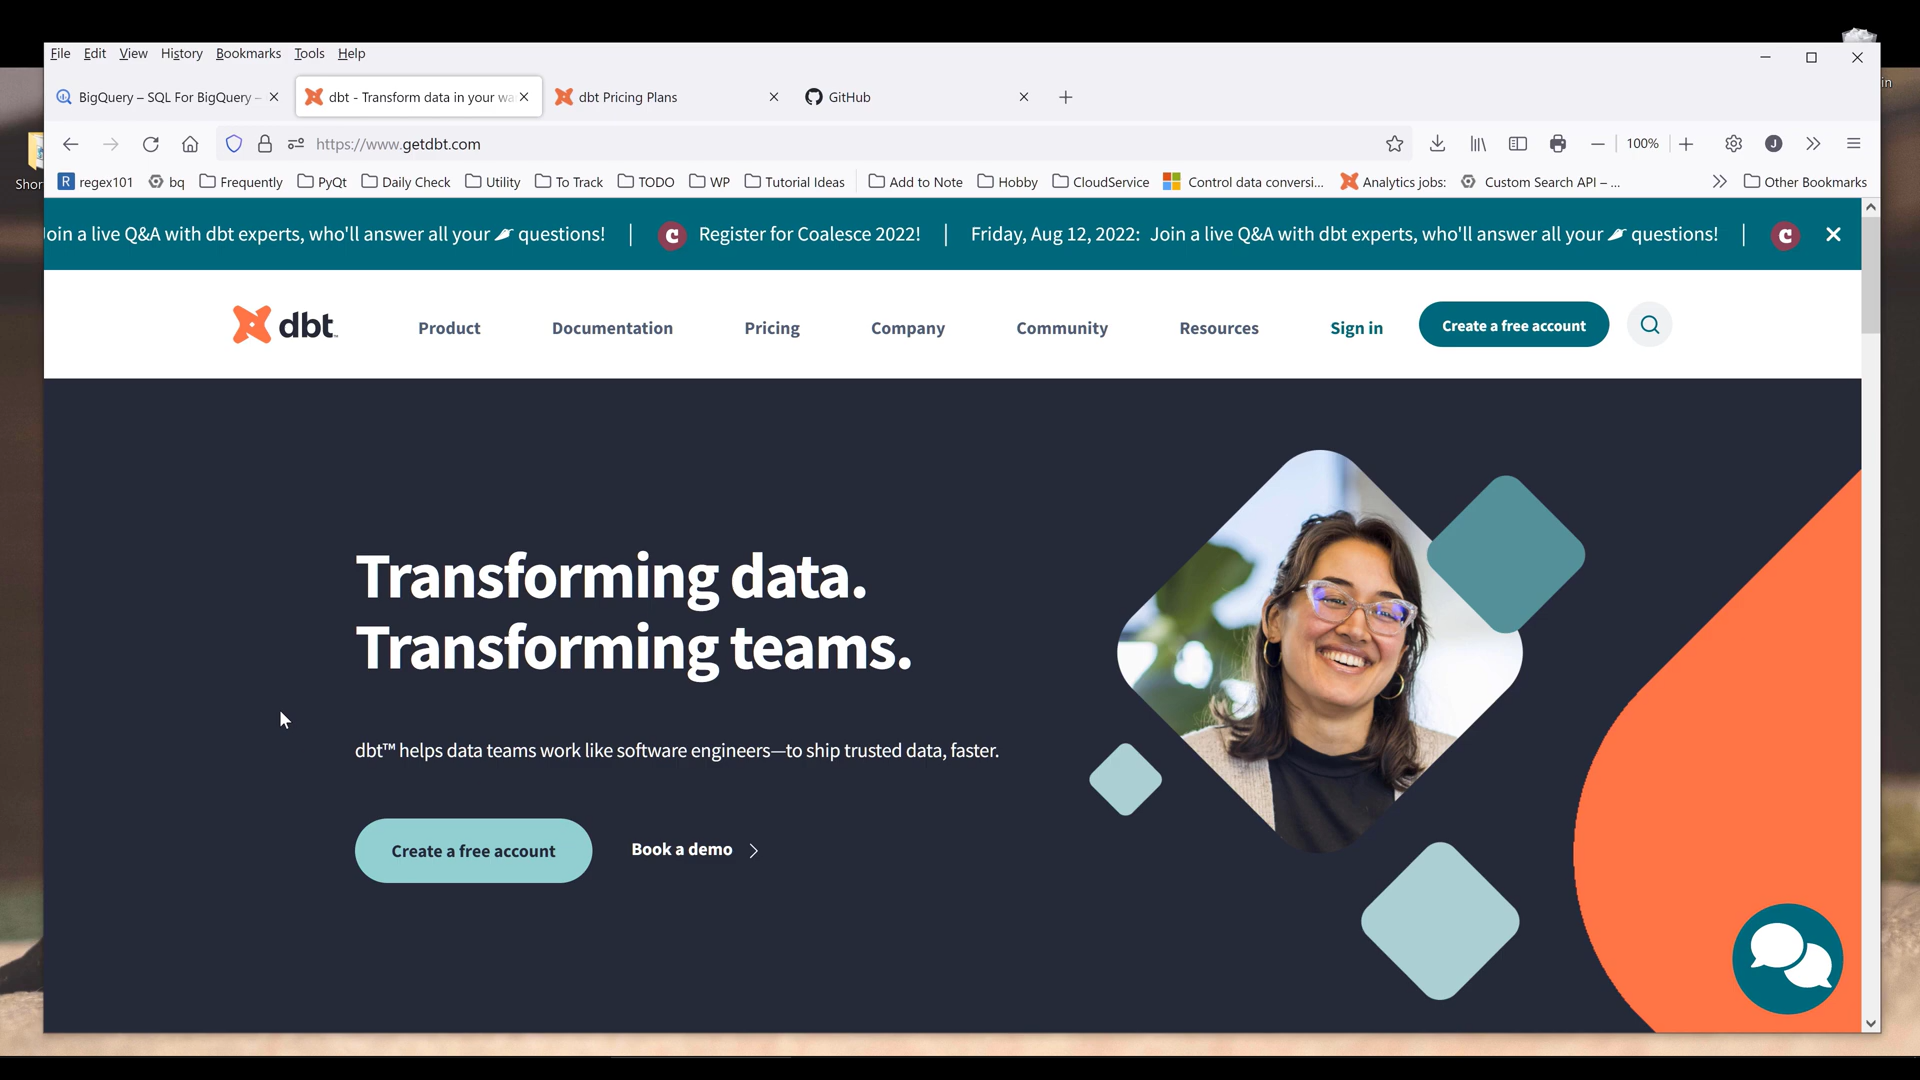 File Edit View History Bookmarks Tools Help
BigQuery – SQL For BigQuery –
dbt - Transform data in your wa
dbt Pricing Plans
GitHub
https://www.getdbt.com
100%
J
R regex101 bq Frequently PyQt Daily Check Utility To Track TODO WP Tutorial Ideas Add to Note Hobby CloudService Control data conversi... Analytics jobs: Custom Search API – ... Other Bookmarks
Shor
in
oin a live Q&A with dbt experts, who'll answer all your questions! | C Register for Coalesce 2022! | Friday, Aug 12, 2022: Join a live Q&A with dbt experts, who'll answer all your questions! | C
dbt Product Documentation Pricing Company Community Resources Sign in Create a free account
Transforming data.
Transforming teams.
dbt™ helps data teams work like software engineers—to ship trusted data, faster.
Create a free account Book a demo